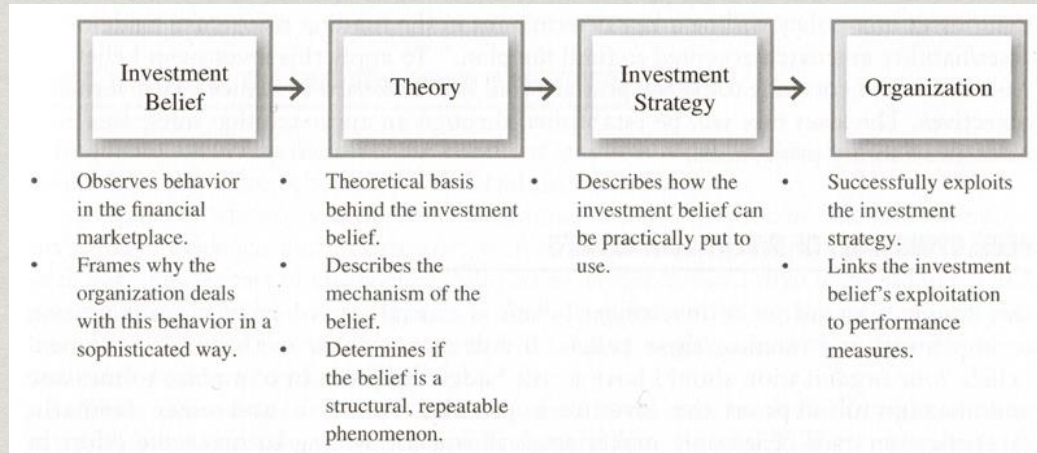 Investment
Belief
Theory
Investment
Strategy
Organization
• Observes behavior
in the financial
marketplace.
• Frames why the
organization deals
with this behavior in a
sophisticated way.
Theoretical basis
behind the investment
belief.
Describes the
mechanism of the
belief.
• Determines if
the belief is a
structural, repeatable
phenomenon.
• Describes how the
investment belief can
be practically put to
use.
• Successfully exploits
the investment
strategy.
Links the investment
belief's exploitation
to performance
measures.